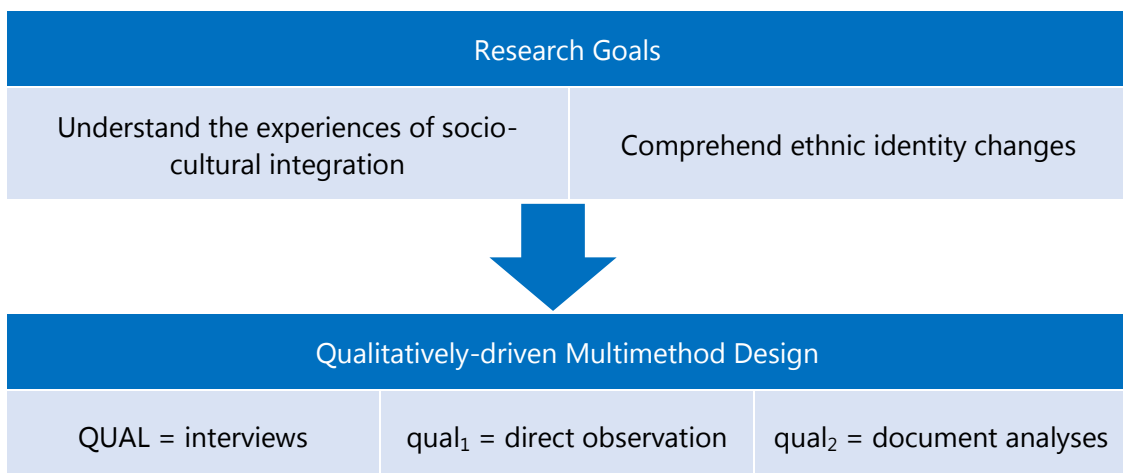 Research Goals
Understand the experiences of socio-
cultural integration
Comprehend ethnic identity changes
Qualitatively-driven Multimethod Design
QUAL = interviews
qual₁ = direct observation
qual₂ = document analyses